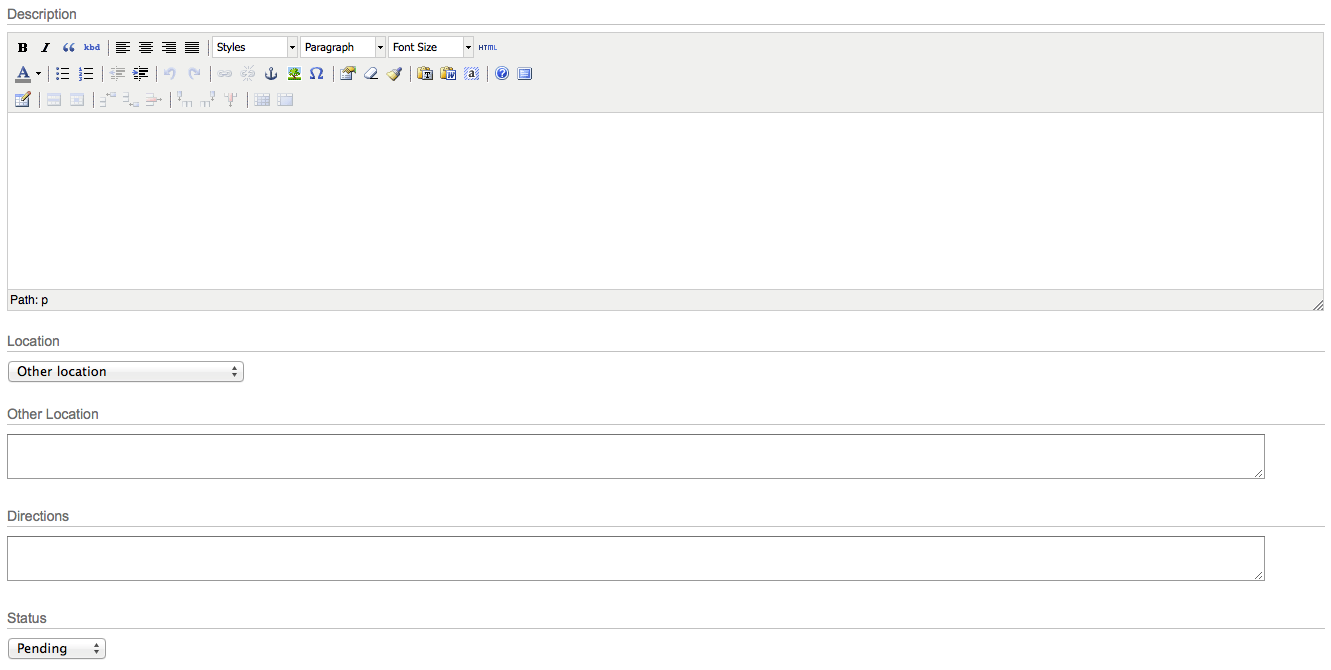 Description
B I “ kbd Styles Paragraph Font Size HTML
A Ω T W a ?
Path: p
Location
Other location
Other Location
Directions
Status
Pending